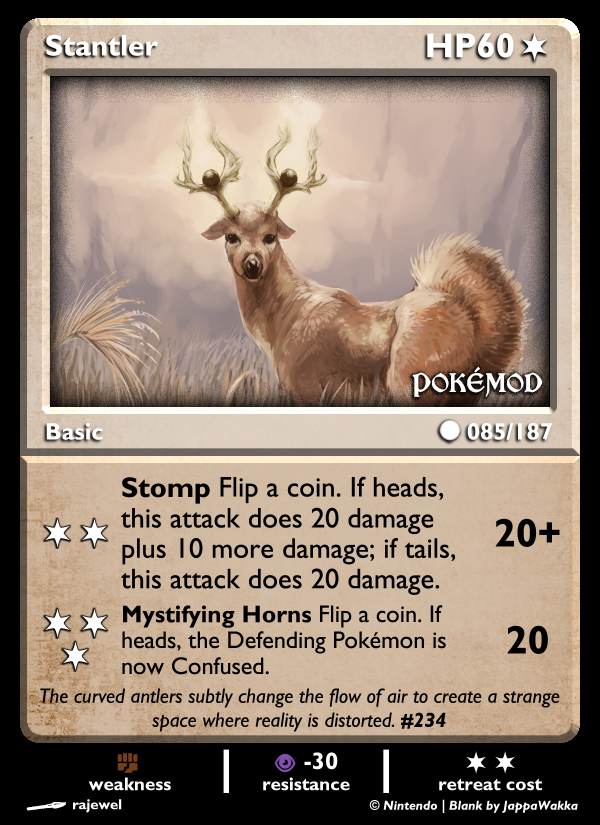 Stantler HP60
POKÉMOD
Basic 085/187
Stomp Flip a coin. If heads,
this attack does 20 damage
plus 10 more damage; if tails,
this attack does 20 damage.
20+
Mystifying Horns Flip a coin. If
heads, the Defending Pokémon is
now Confused.
20
The curved antlers subtly change the flow of air to create a strange
space where reality is distorted. #234
weakness
-30
resistance
retreat cost
rajewel
© Nintendo | Blank by JappaWakka